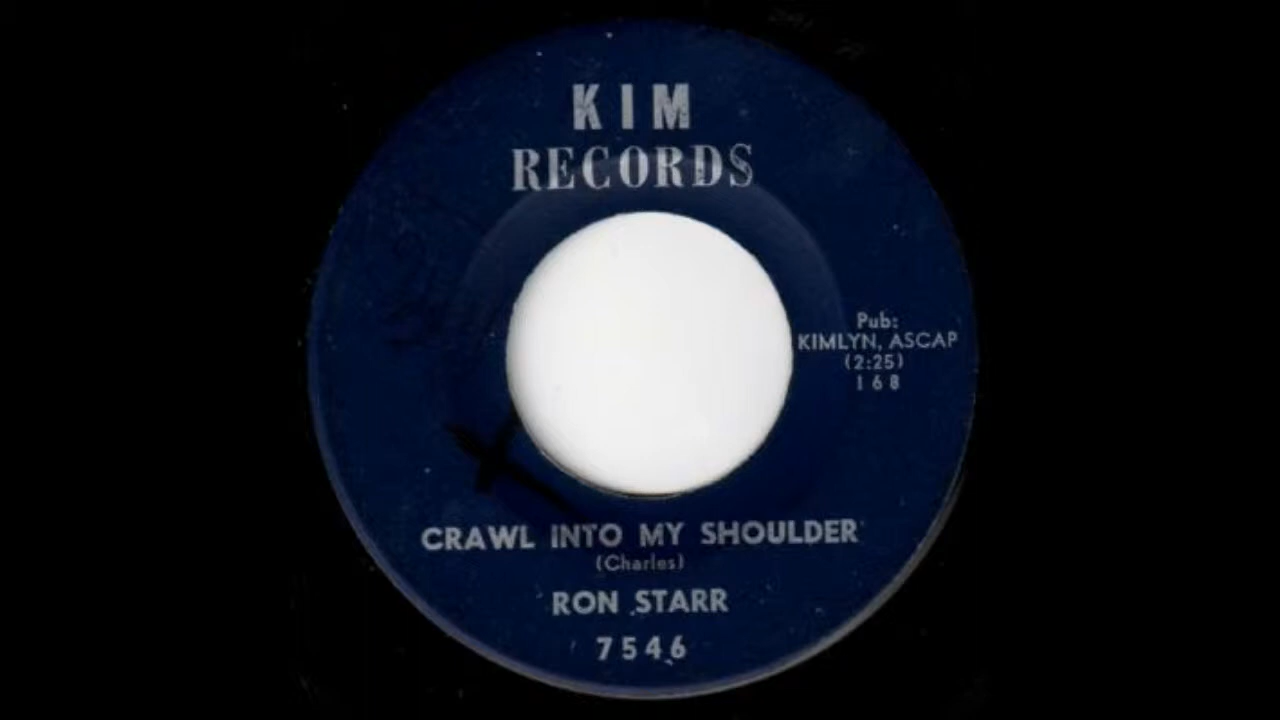 KIM
RECORDS
Pub:
KIMLYN, ASCAP
(2:25)
168
CRAWL INTO MY SHOULDER
(Charles)
RON STARR
7546